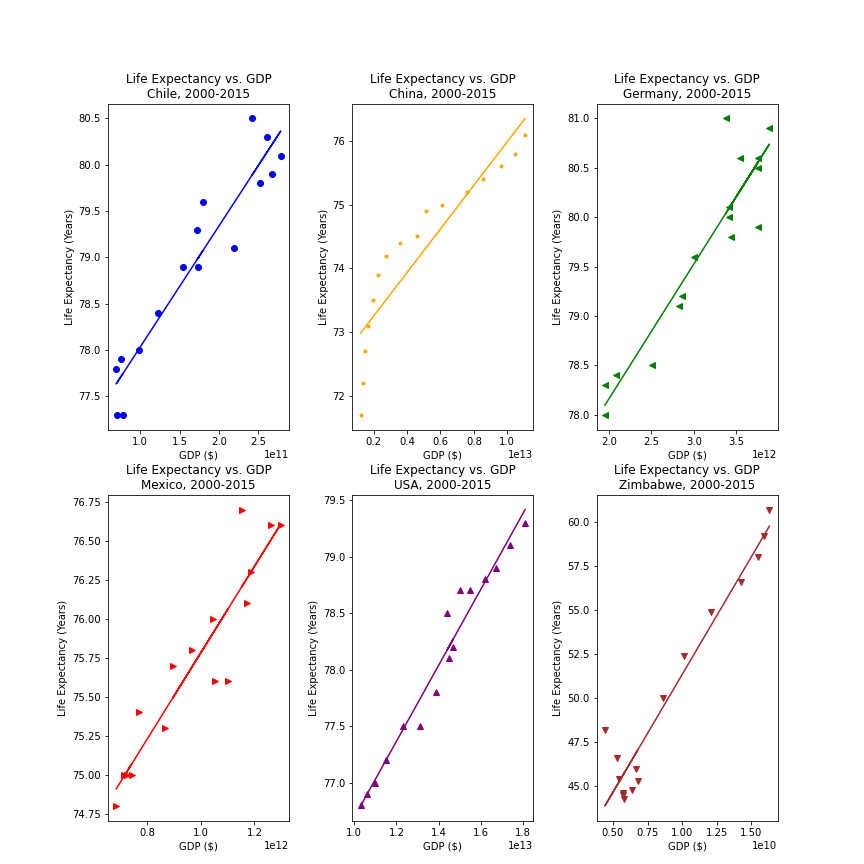 Life Expectancy vs. GDP
Chile, 2000-2015
Life Expectancy vs. GDP
China, 2000-2015
Life Expectancy vs. GDP
Germany, 2000-2015
80.5
80.0
79.5
79.0
78.5
78.0
77.5
Life Expectancy (Years)
1.0
1.5
2.0
2.5
1e11
GDP ($)
76
75
74
73
72
Life Expectancy (Years)
0.2
0.4
0.6
0.8
1.0
1e13
GDP ($)
81.0
80.5
80.0
79.5
79.0
78.5
78.0
Life Expectancy (Years)
2.0
2.5
3.0
3.5
1e12
GDP ($)
Life Expectancy vs. GDP
Mexico, 2000-2015
Life Expectancy vs. GDP
USA, 2000-2015
Life Expectancy vs. GDP
Zimbabwe, 2000-2015
76.75
76.50
76.25
76.00
75.75
75.50
75.25
75.00
74.75
Life Expectancy (Years)
0.8
1.0
1.2
1e12
GDP ($)
79.5
79.0
78.5
78.0
77.5
77.0
Life Expectancy (Years)
1.0
1.2
1.4
1.6
1.8
1e13
GDP ($)
60.0
57.5
55.0
52.5
50.0
47.5
45.0
Life Expectancy (Years)
0.50
0.75
1.00
1.25
1.50
1e10
GDP ($)